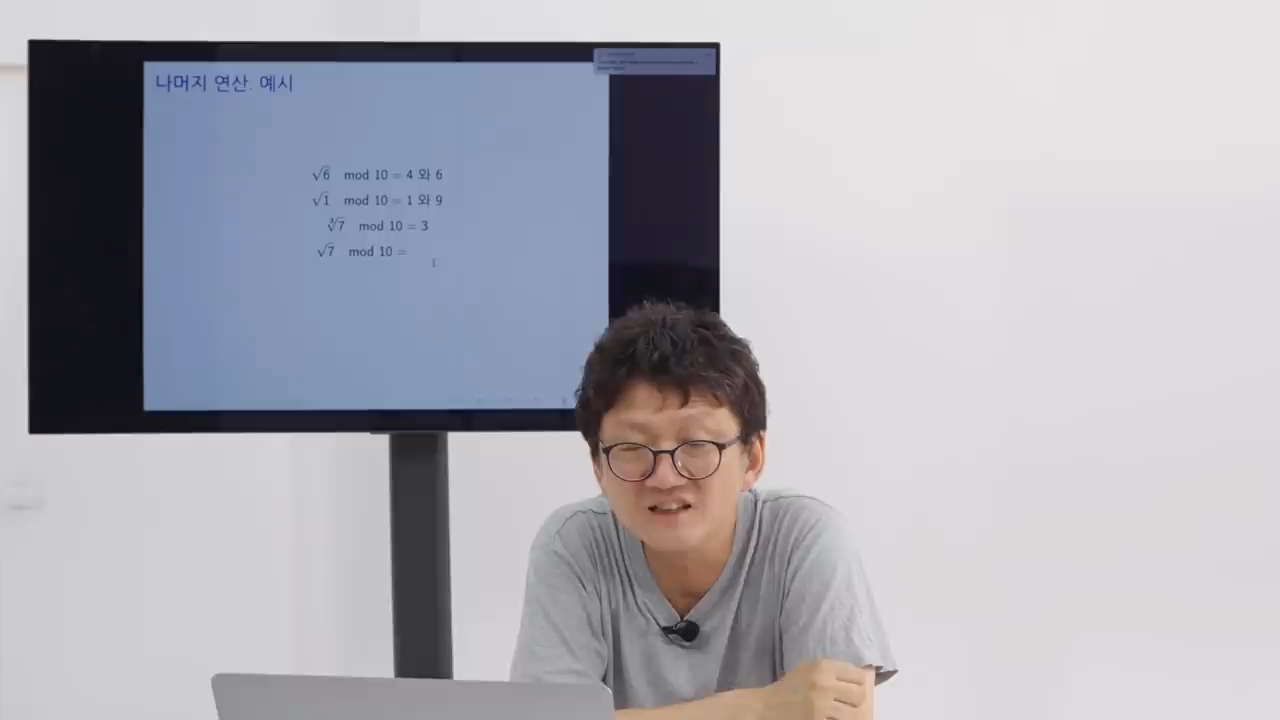 나머지 연산. 예시
√6 mod 10 = 4 와 6
√1 mod 10 = 1 와 9
∛7 mod 10 = 3
√7 mod 10 =